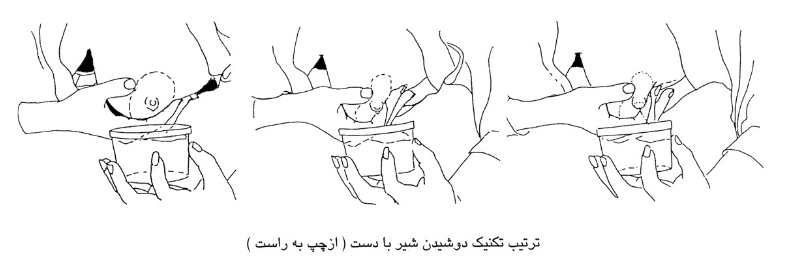 ترتیب تکنیک دوشیدن شیر با دست ( ازچپ به راست )